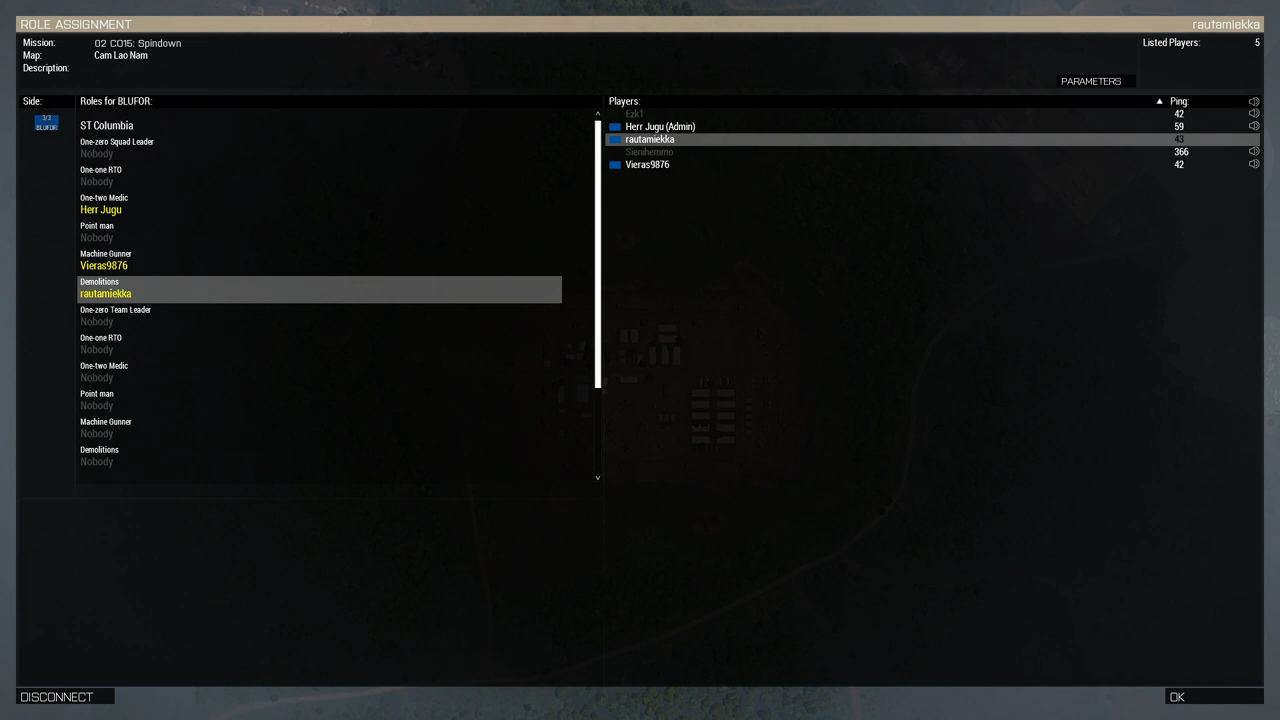 ROLE ASSIGNMENT
rautamiekka
Mission: 02 CO15: Spindown
Map: Cam Lao Nam
Description:
Listed Players: 5
PARAMETERS
Side:
BLUFOR
Roles for BLUFOR:
ST Columbia
One-zero Squad Leader
Nobody
One-one RTO
Nobody
One-two Medic
Herr Jugu
Point man
Nobody
Machine Gunner
Vieras9876
Demolitions
rautamiekka
One-zero Team Leader
Nobody
One-one RTO
Nobody
One-two Medic
Nobody
Point man
Nobody
Machine Gunner
Nobody
Demolitions
Nobody
Players: Ping:
Ezk1 42
Herr Jugu (Admin) 59
rautamiekka 43
Sienihemmo 366
Vieras9876 42
DISCONNECT
OK